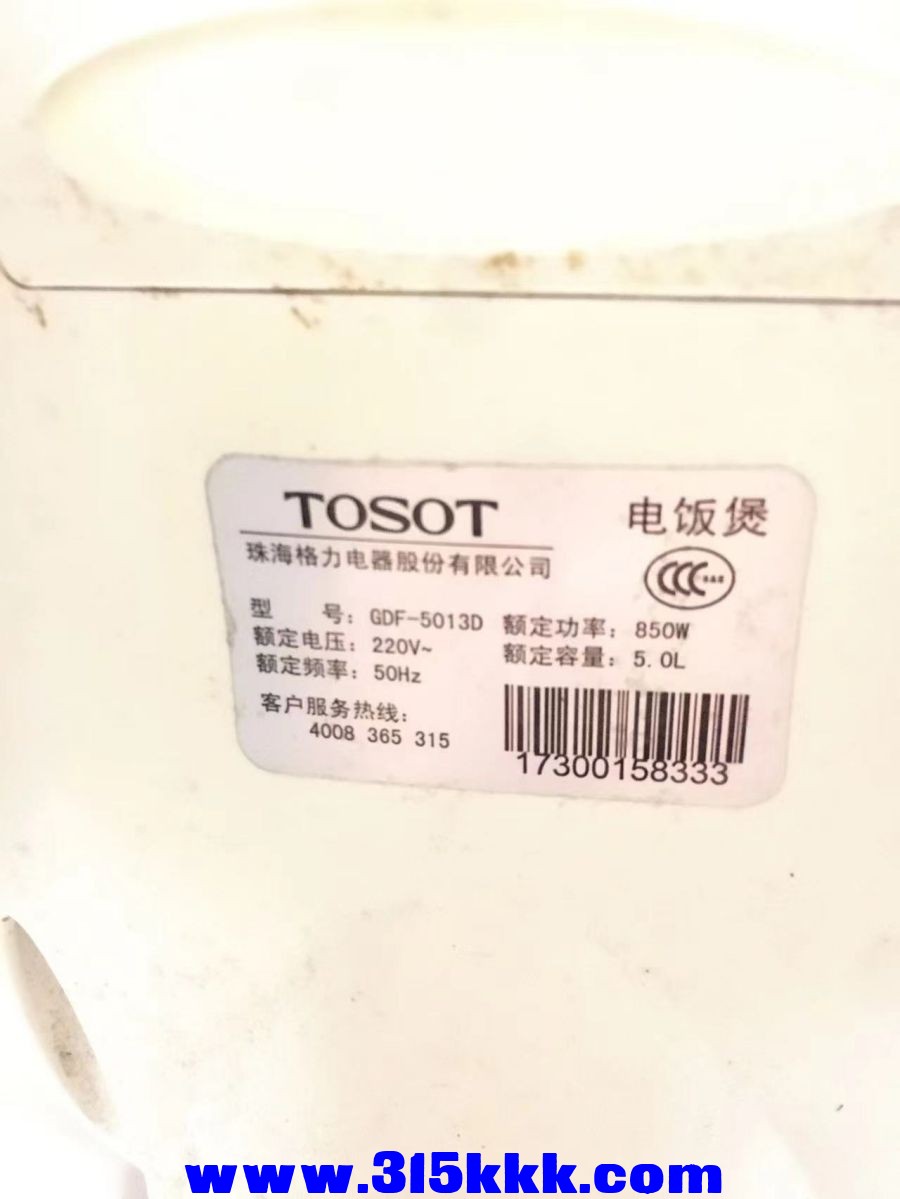 TOSOT 电饭煲
珠海格力电器股份有限公司
CCC
型 号: GDF-5013D 额定功率: 850W
额定电压: 220V~ 额定容量: 5.0L
额定频率: 50Hz
客户服务热线:
4008 365 315
17300158333
www.315kkk.com